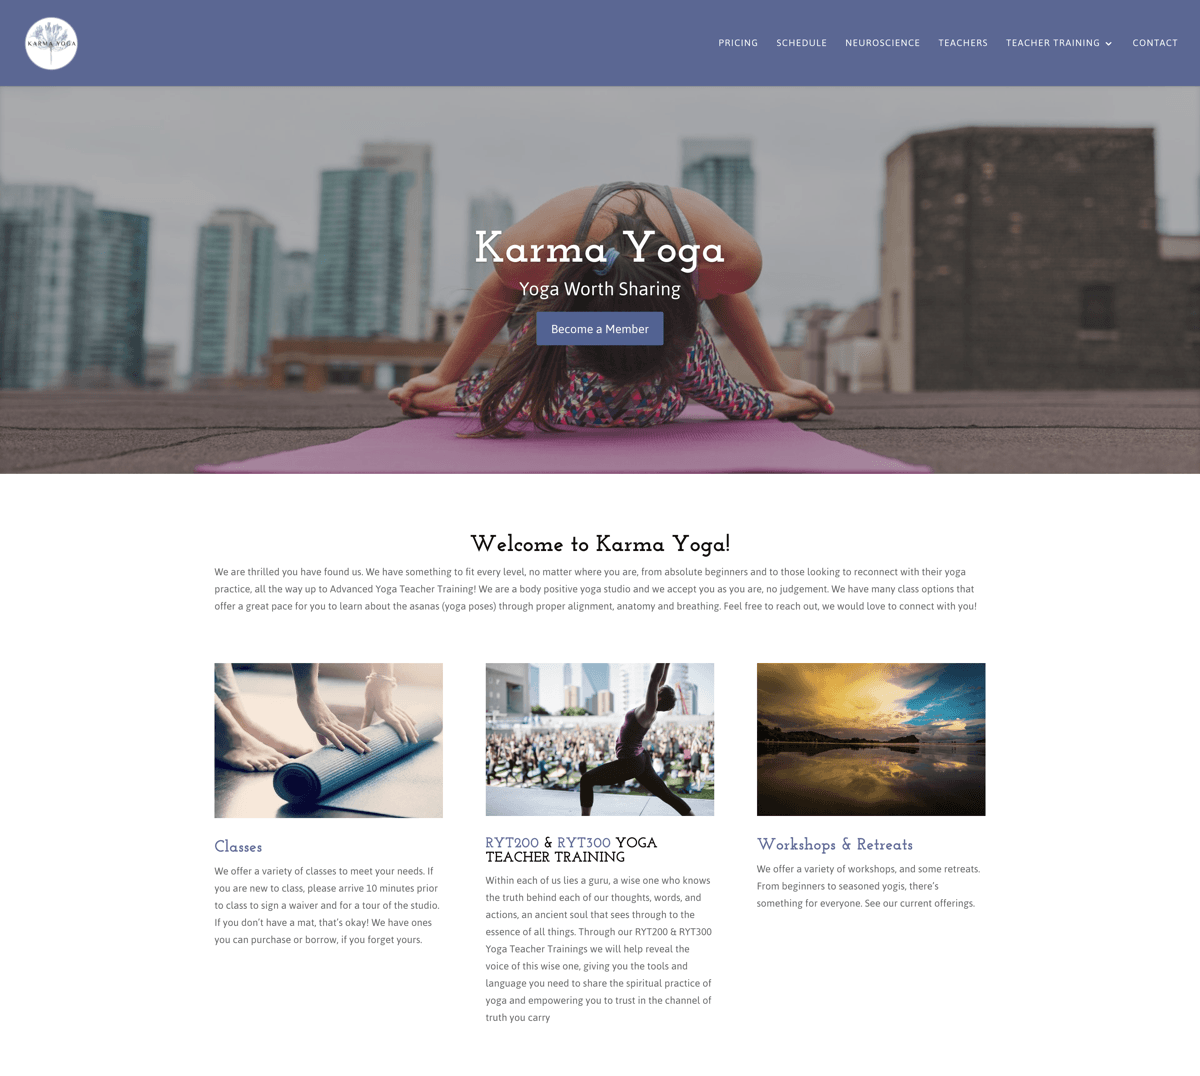 KARMA YOGA
PRICING
SCHEDULE
NEUROSCIENCE
TEACHERS
TEACHER TRAINING
CONTACT
Karma Yoga
Yoga Worth Sharing
Become a Member
Welcome to Karma Yoga!
We are thrilled you have found us. We have something to fit every level, no matter where you are, from absolute beginners and to those looking to reconnect with their yoga
practice, all the way up to Advanced Yoga Teacher Training! We are a body positive yoga studio and we accept you as you are, no judgement. We have many class options that
offer a great pace for you to learn about the asanas (yoga poses) through proper alignment, anatomy and breathing. Feel free to reach out, we would love to connect with you!
Classes
We offer a variety of classes to meet your needs. If
you are new to class, please arrive 10 minutes prior
to class to sign a waiver and for a tour of the studio.
If you don’t have a mat, that’s okay! We have ones
you can purchase or borrow, if you forget yours.
RYT200 & RYT300 YOGA
TEACHER TRAINING
Within each of us lies a guru, a wise one who knows
the truth behind each of our thoughts, words, and
actions, an ancient soul that sees through to the
essence of all things. Through our RYT200 & RYT300
Yoga Teacher Trainings we will help reveal the
voice of this wise one, giving you the tools and
language you need to share the spiritual practice of
yoga and empowering you to trust in the channel of
truth you carry
Workshops & Retreats
We offer a variety of workshops, and some retreats.
From beginners to seasoned yogis, there’s
something for everyone. See our current offerings.